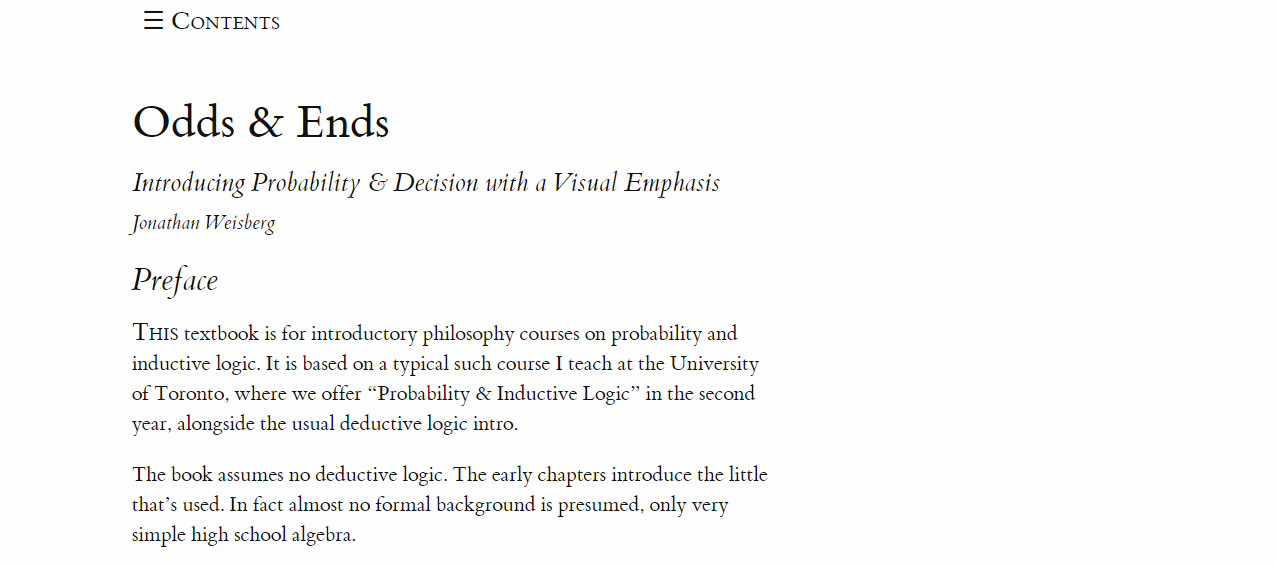 ☰ CONTENTS
Odds & Ends
Introducing Probability & Decision with a Visual Emphasis
Jonathan Weisberg
Preface
THIS textbook is for introductory philosophy courses on probability and
inductive logic. It is based on a typical such course I teach at the University
of Toronto, where we offer “Probability & Inductive Logic” in the second
year, alongside the usual deductive logic intro.
The book assumes no deductive logic. The early chapters introduce the little
that’s used. In fact almost no formal background is presumed, only very
simple high school algebra.